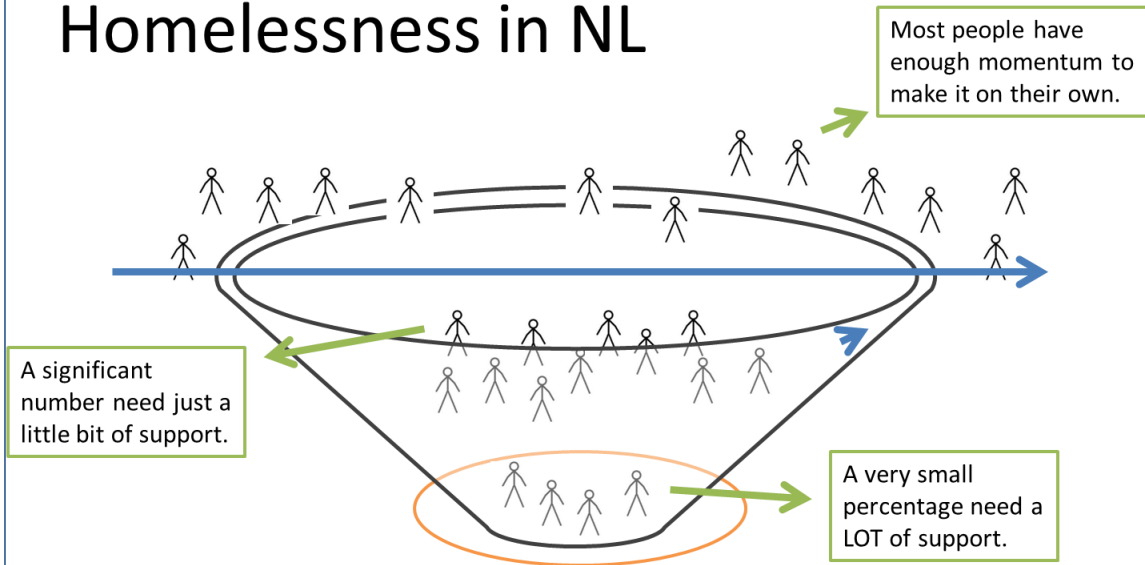 Homelessness in NL
Most people have
enough momentum to
make it on their own.
A significant
number need just a
little bit of support.
A very small
percentage need a
LOT of support.